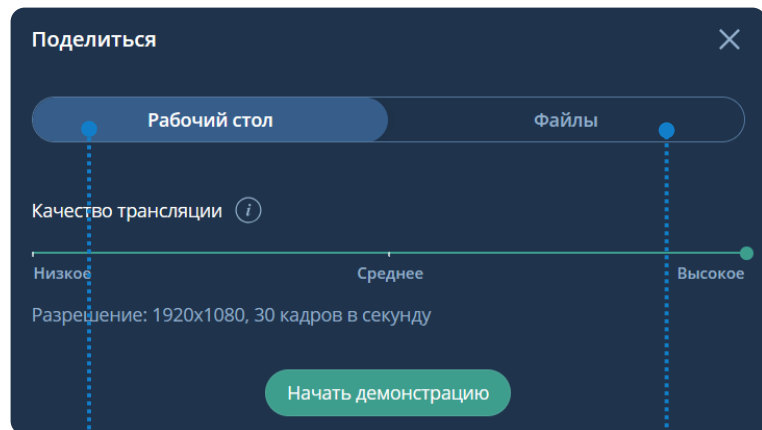 Поделиться
Рабочий стол Файлы
Качество трансляции i
Низкое Среднее Высокое
Разрешение: 1920x1080, 30 кадров в секунду
Начать демонстрацию